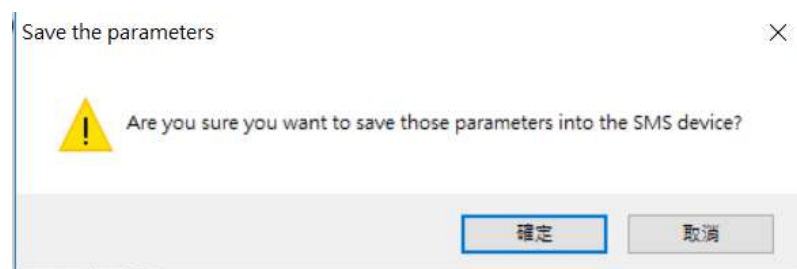 Save the parameters
Are you sure you want to save those parameters into the SMS device?
確定
取消